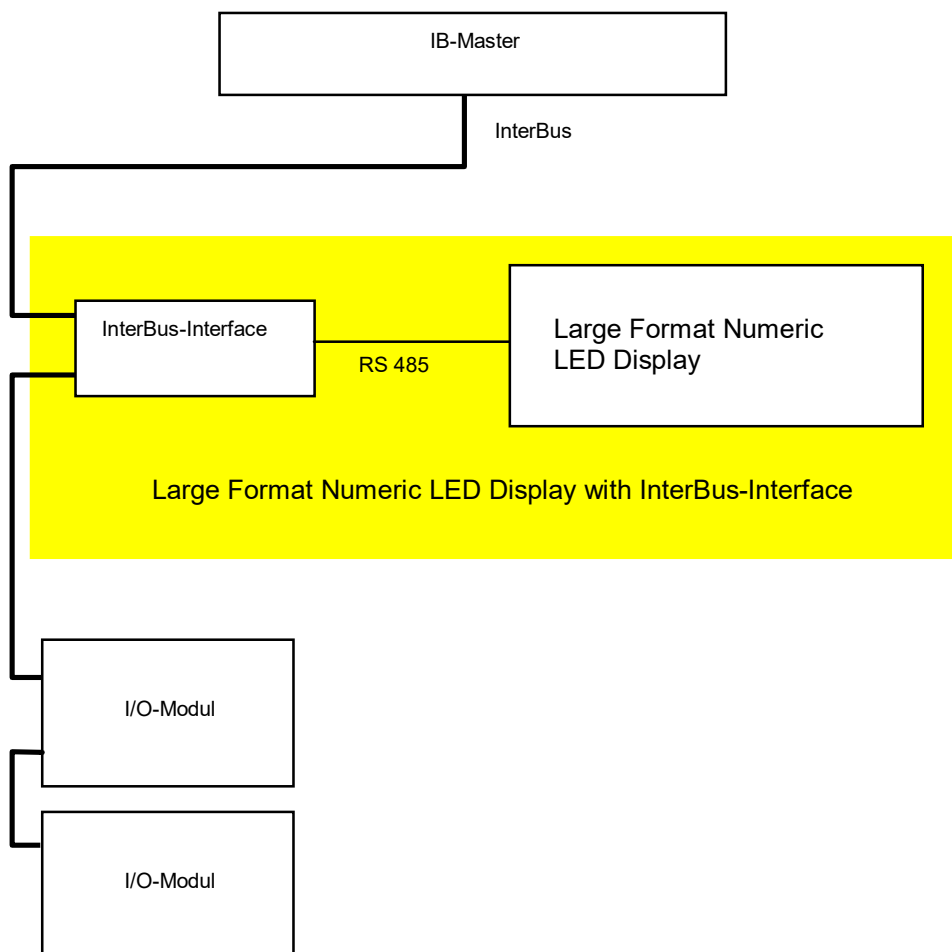 IB-Master
InterBus
InterBus-Interface
RS 485
Large Format Numeric
LED Display
Large Format Numeric LED Display with InterBus-Interface
I/O-Modul
I/O-Modul